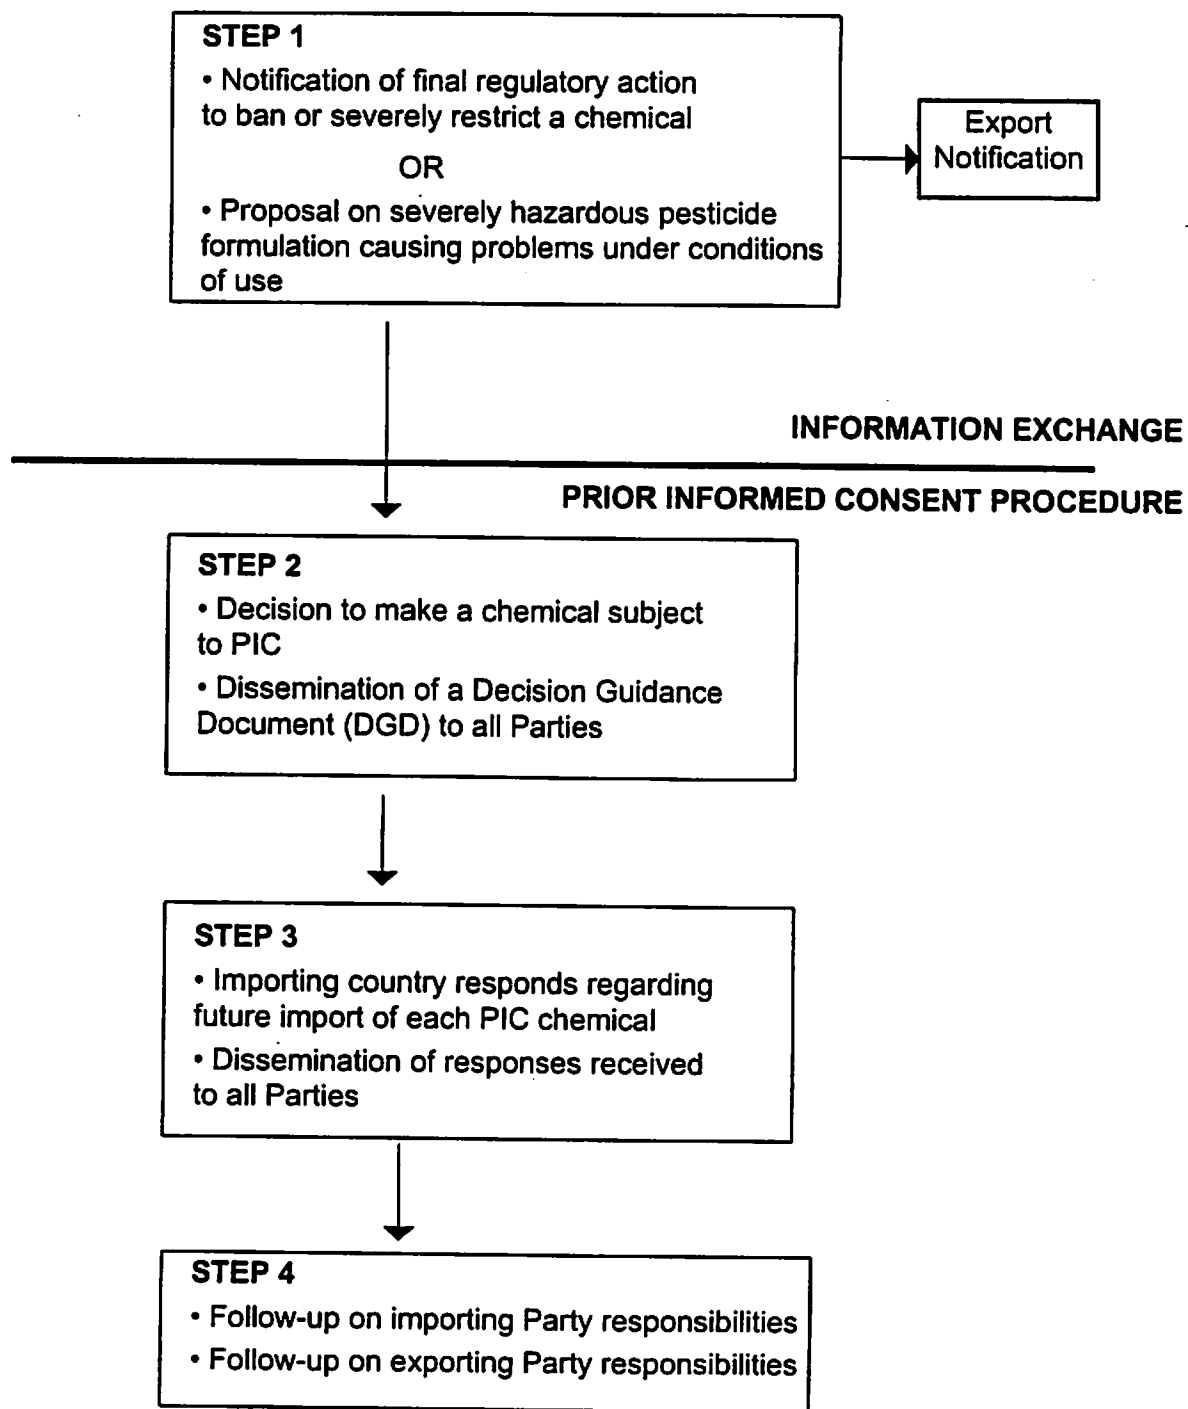 STEP 1
• Notification of final regulatory action
to ban or severely restrict a chemical
OR
• Proposal on severely hazardous pesticide
formulation causing problems under conditions
of use
Export
Notification
INFORMATION EXCHANGE
PRIOR INFORMED CONSENT PROCEDURE
STEP 2
• Decision to make a chemical subject
to PIC
• Dissemination of a Decision Guidance
Document (DGD) to all Parties
STEP 3
• Importing country responds regarding
future import of each PIC chemical
• Dissemination of responses received
to all Parties
STEP 4
• Follow-up on importing Party responsibilities
• Follow-up on exporting Party responsibilities